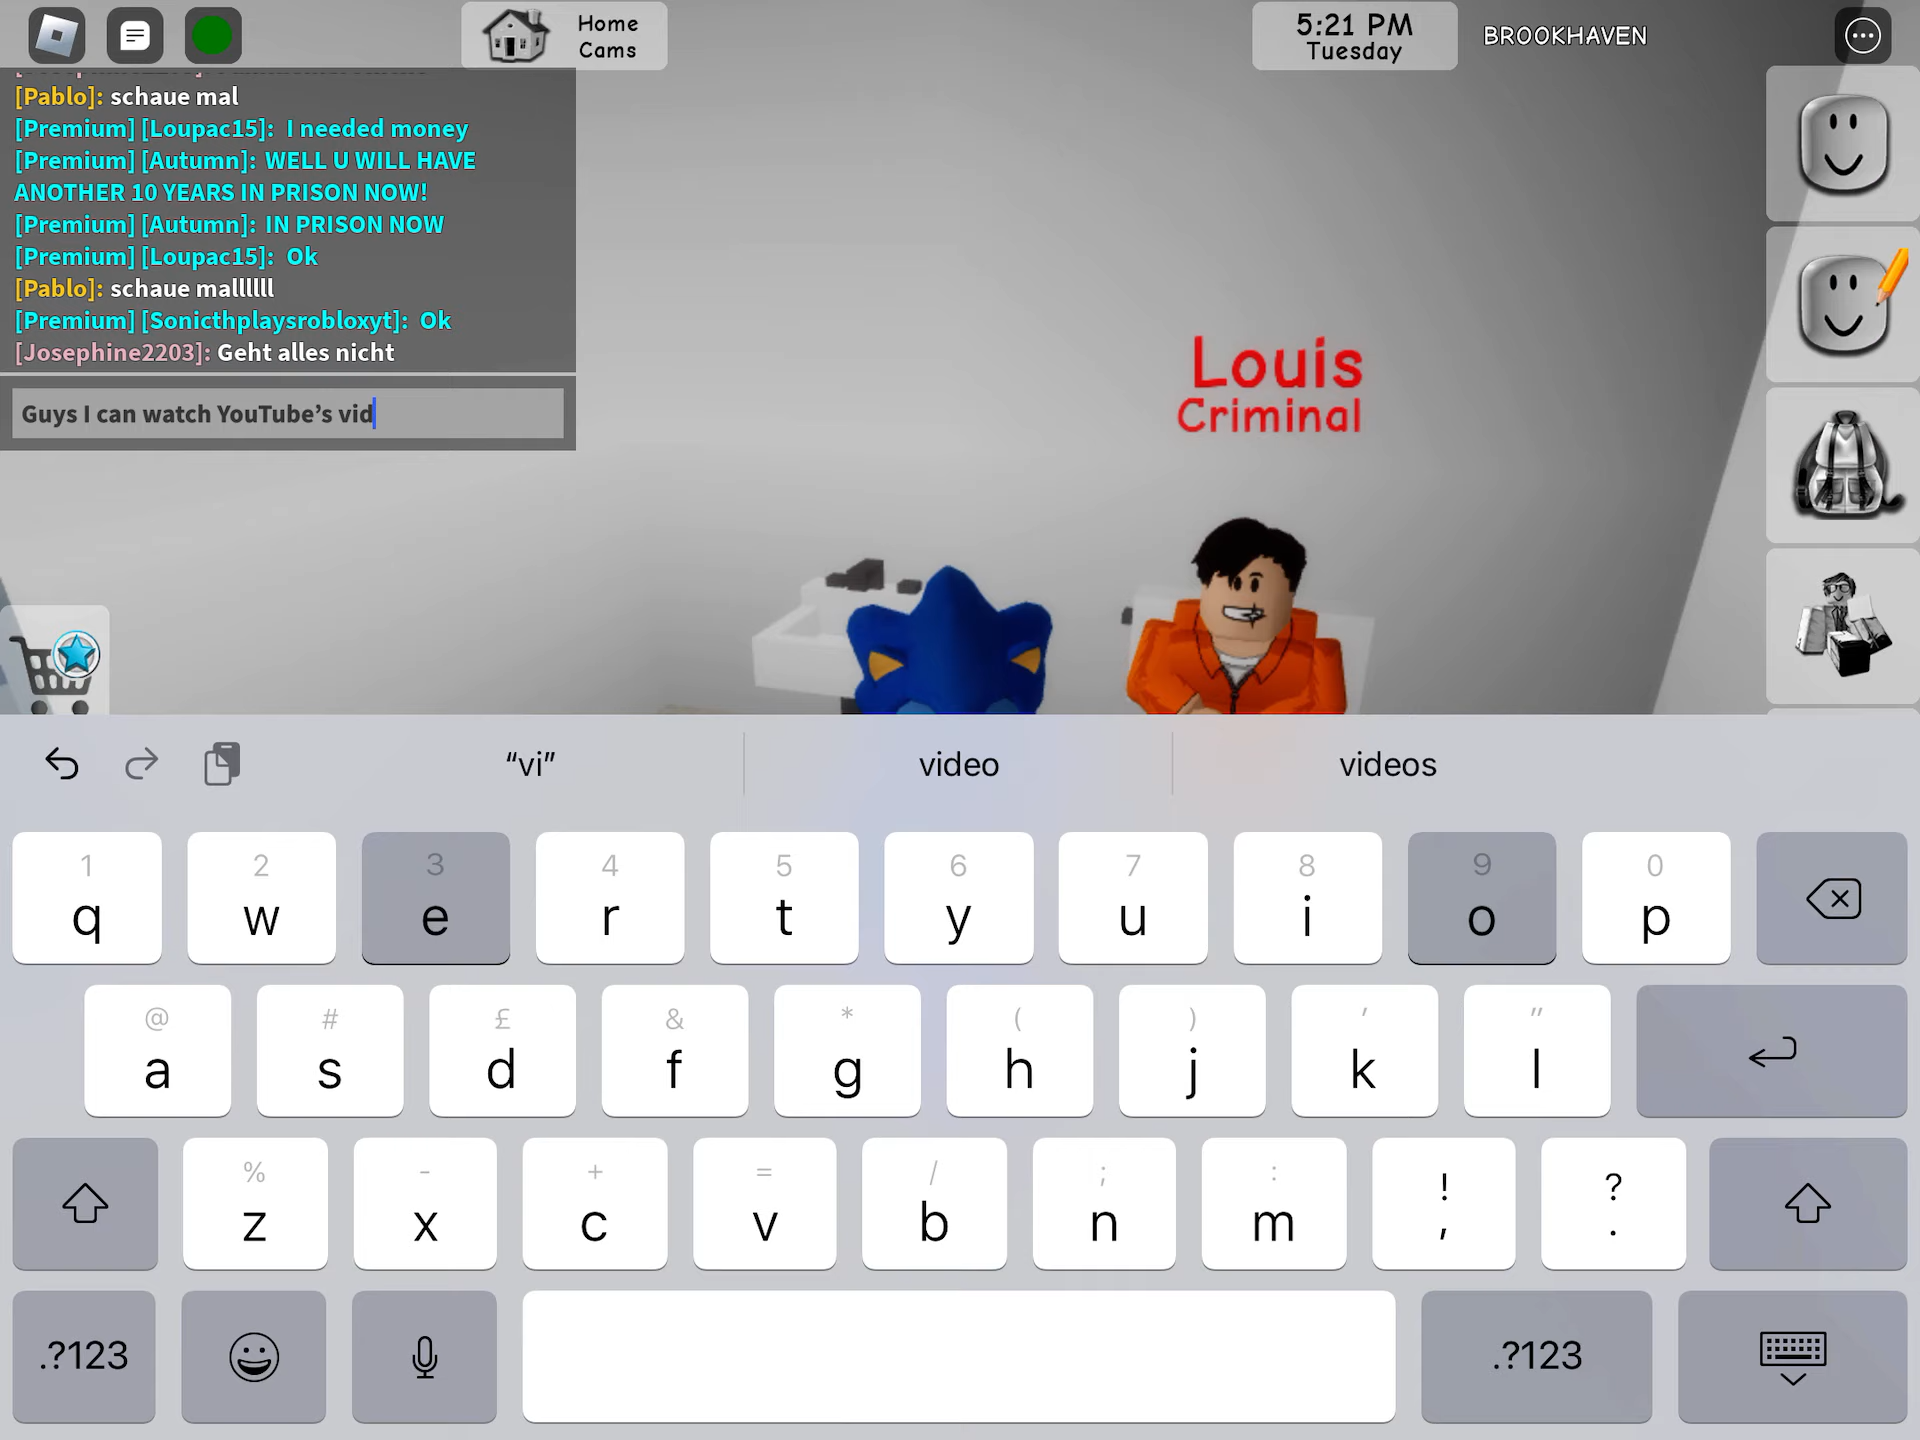 Home
Cams
5:21 PM
Tuesday
BROOKHAVEN
[Pablo]: schaue mal
[Premium] [Loupac15]: I needed money
[Premium] [Autumn]: WELL U WILL HAVE
ANOTHER 10 YEARS IN PRISON NOW!
[Premium] [Autumn]: IN PRISON NOW
[Premium] [Loupac15]: Ok
[Pablo]: schaue mallllll
[Premium] [Sonicthplaysrobloxyt]: Ok
[Josephine2203]: Geht alles nicht
Guys I can watch YouTube’s vid
Louis
Criminal
“vi” video videos
1 2 3 4 5 6 7 8 9 0
q w e r t y u i o p
@ # £ & * ( ) ' "
a s d f g h j k l
% - + = / ; : ! ?
z x c v b n m , .
.?123 .?123